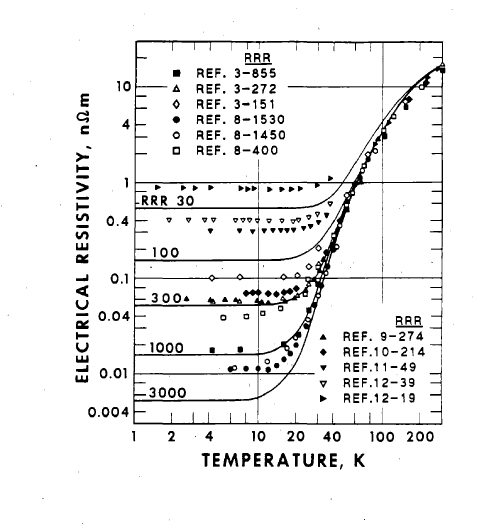 RRR
REF. 3-855
REF. 3-272
REF. 3-151
REF. 8-1530
REF. 8-1450
REF. 8-400
ELECTRICAL RESISTIVITY, nΩm
10
4
1
0.4
0.1
0.04
0.01
0.004
RRR 30
100
300
1000
3000
RRR
REF. 9-274
REF.10-214
REF.11-49
REF.12-39
REF.12-19
1 2 4 10 20 40 100 200
TEMPERATURE, K